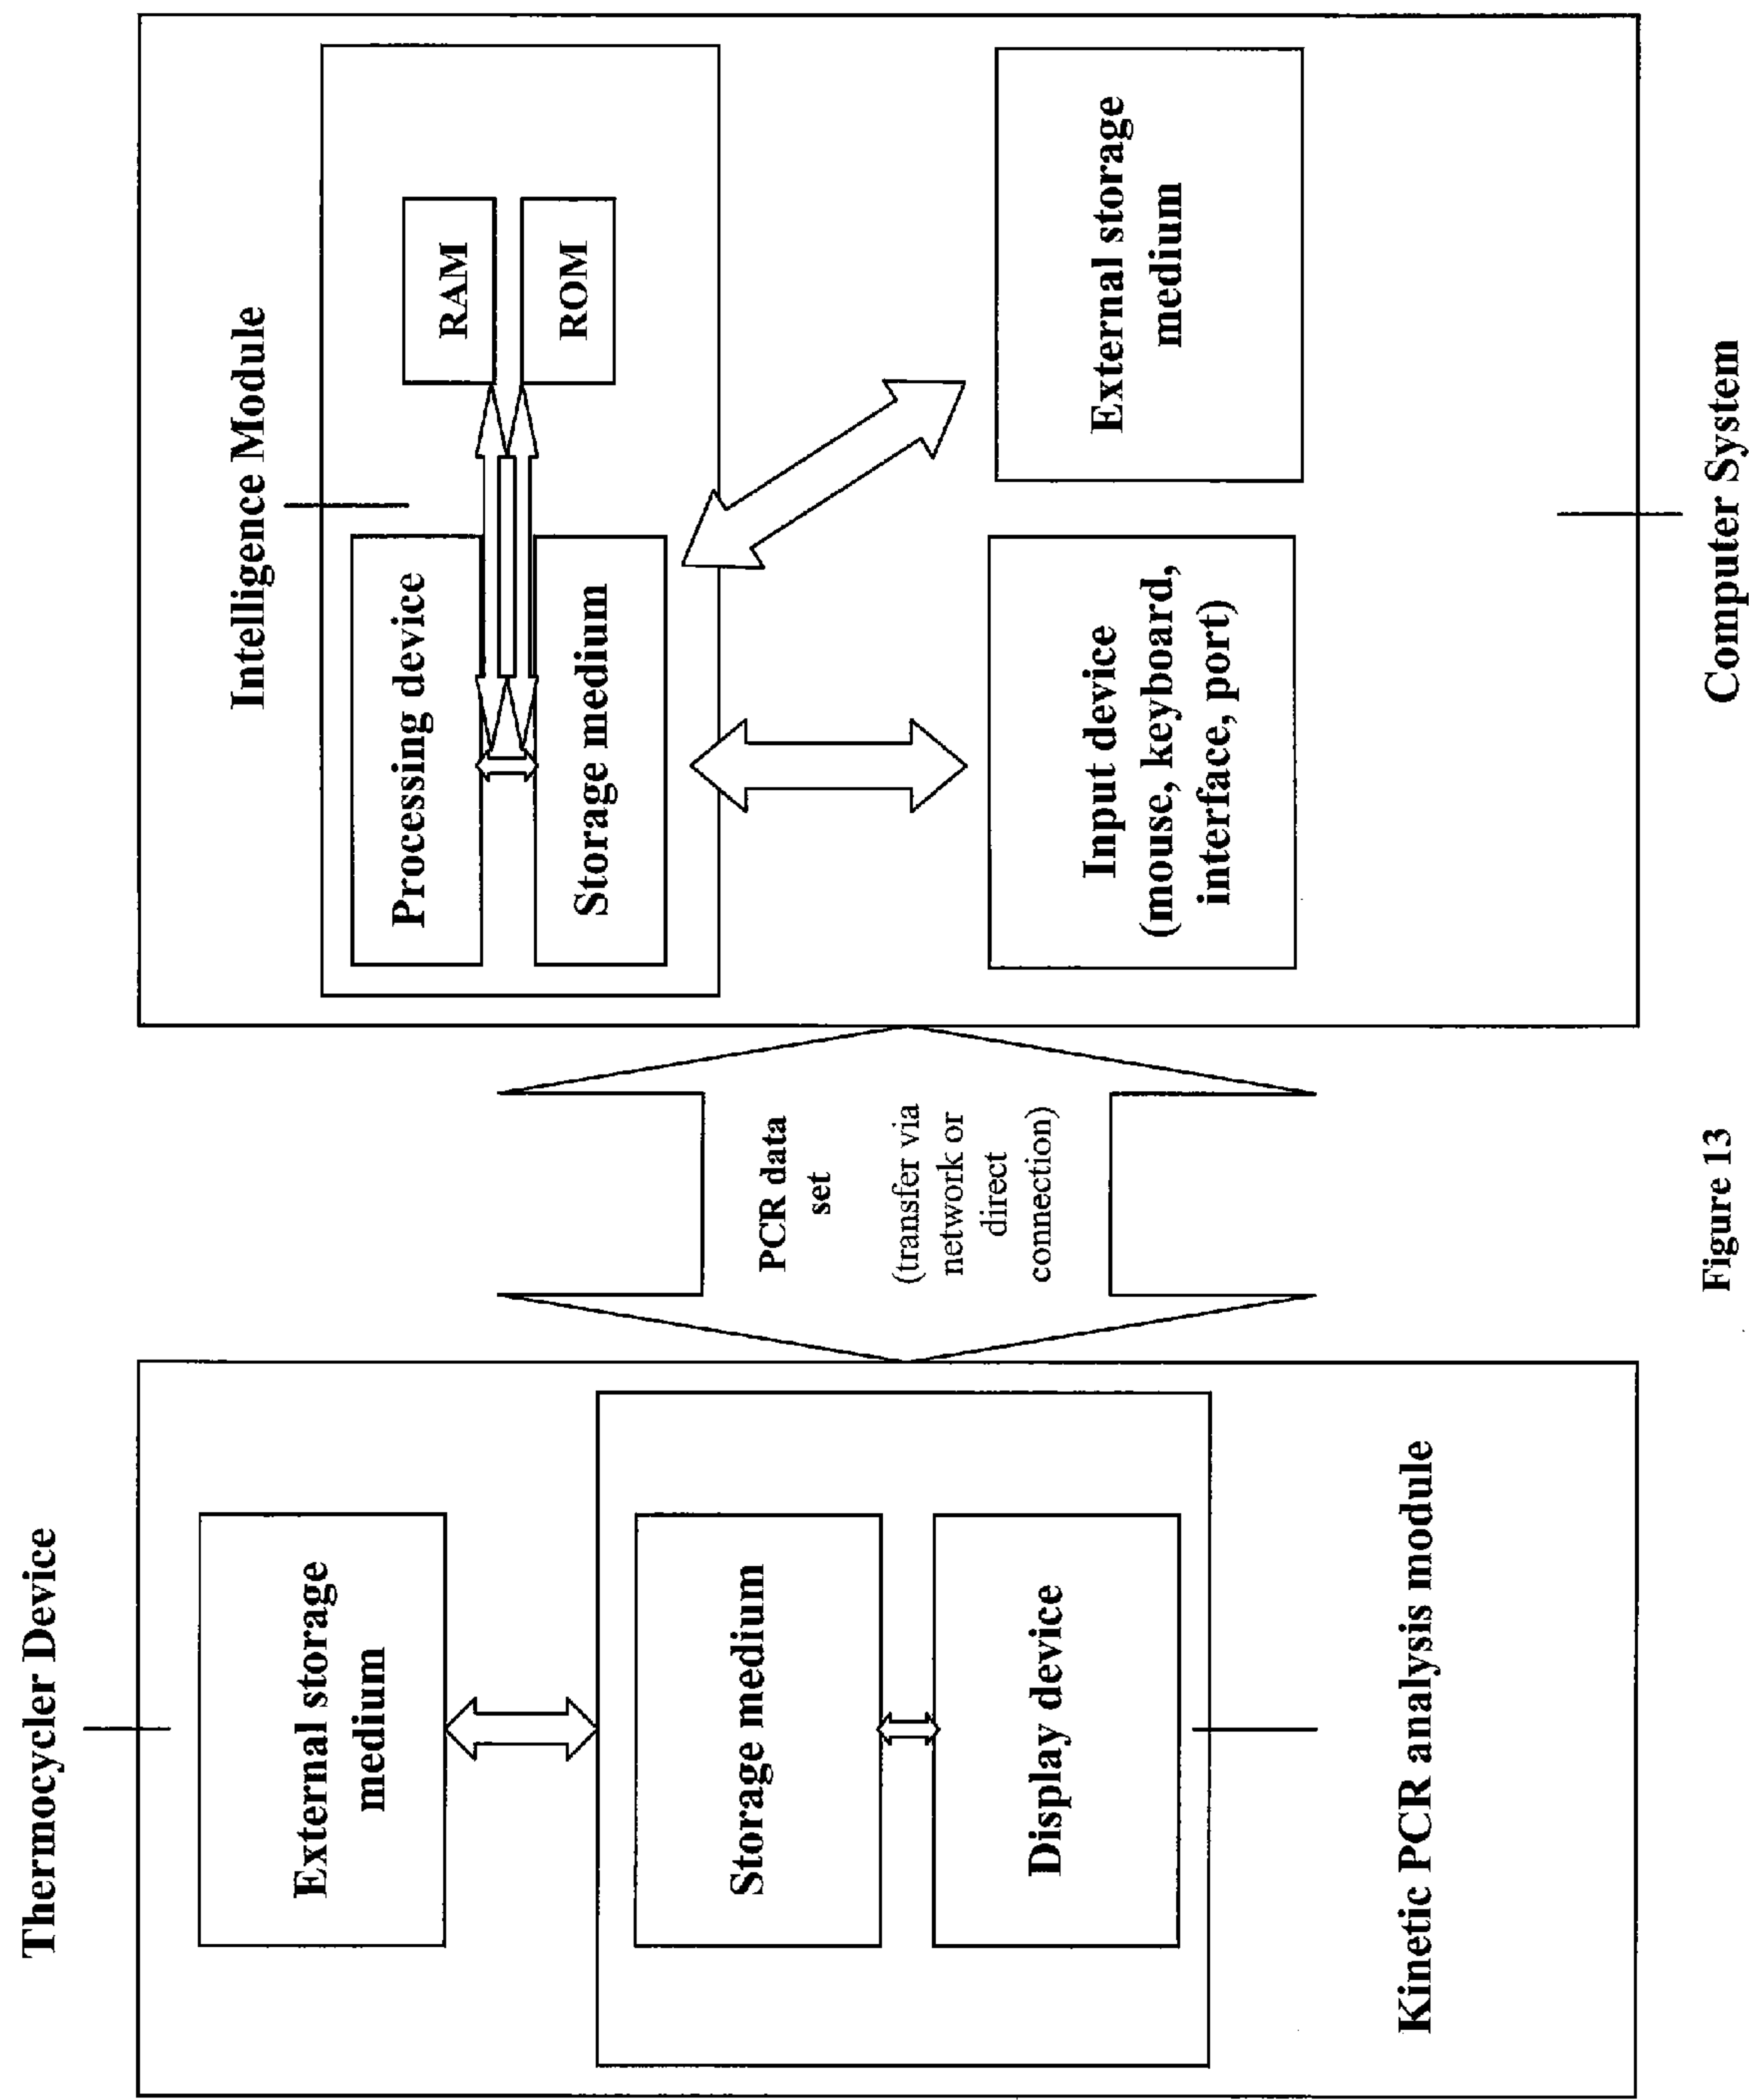 Thermocycler Device
External storage
medium
Storage medium
Display device
Kinetic PCR analysis module
PCR data
set
(transfer via
network or
direct
connection)
Intelligence Module
Processing device
Storage medium
RAM
ROM
Input device
(mouse, keyboard,
interface, port)
External storage
medium
Computer System
Figure 13